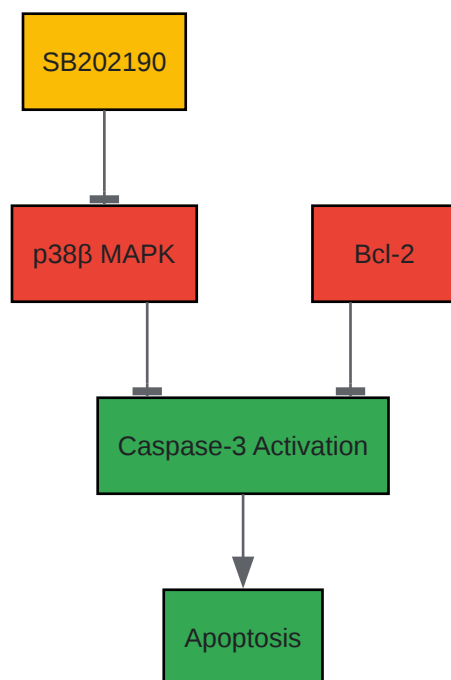 SB202190
p38β MAPK
Bcl-2
Caspase-3 Activation
Apoptosis